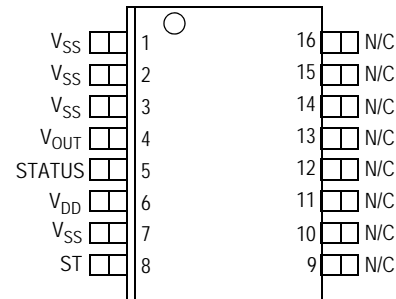 VSS 1 16 N/C
VSS 2 15 N/C
VSS 3 14 N/C
VOUT 4 13 N/C
STATUS 5 12 N/C
VDD 6 11 N/C
VSS 7 10 N/C
ST 8 9 N/C